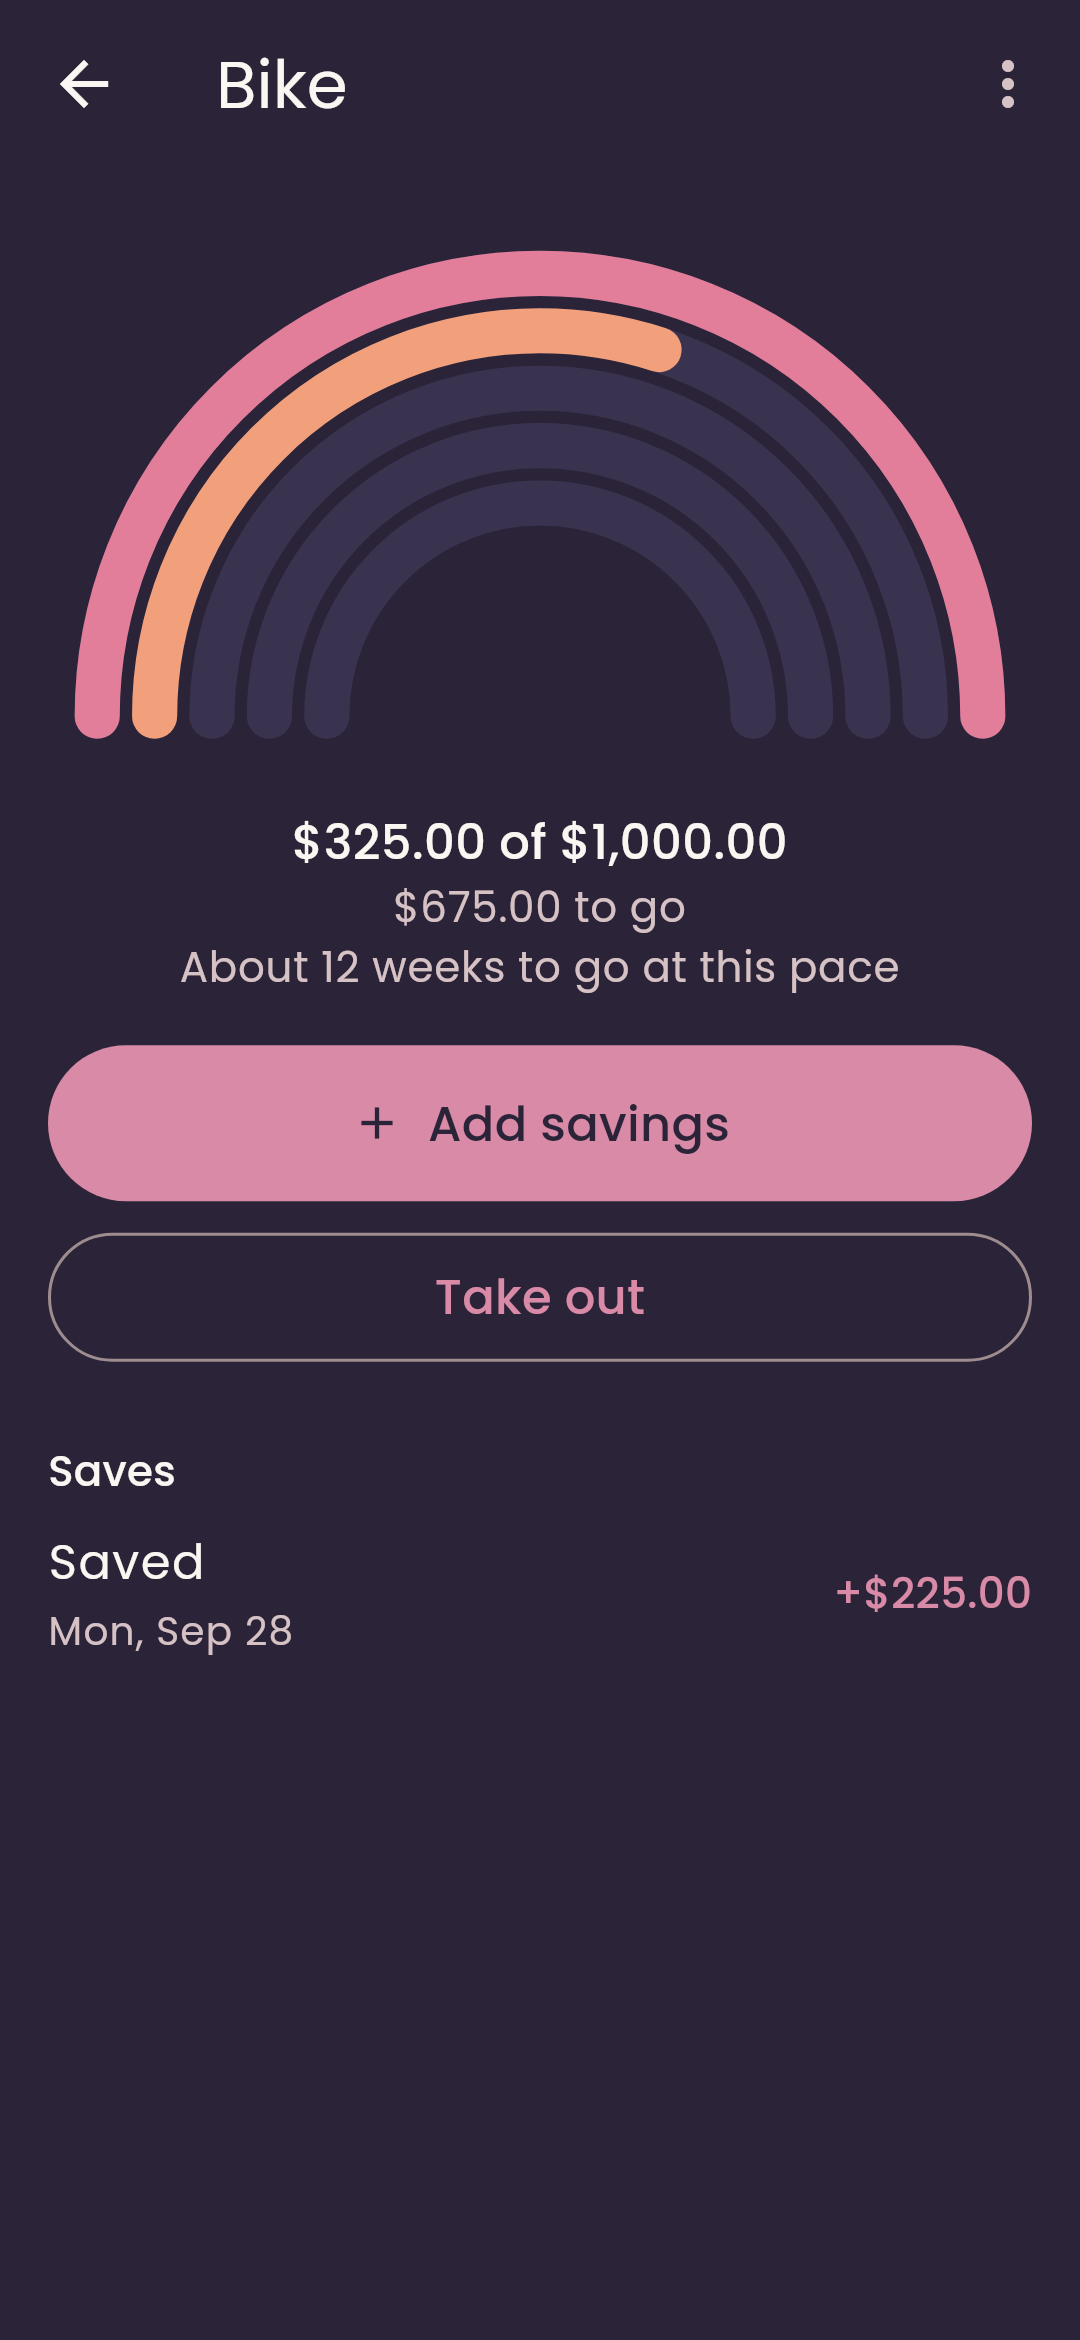 Bike
$325.00 of $1,000.00
$675.00 to go
About 12 weeks to go at this pace
+ Add savings
Take out
Saves
Saved
+$225.00
Mon, Sep 28